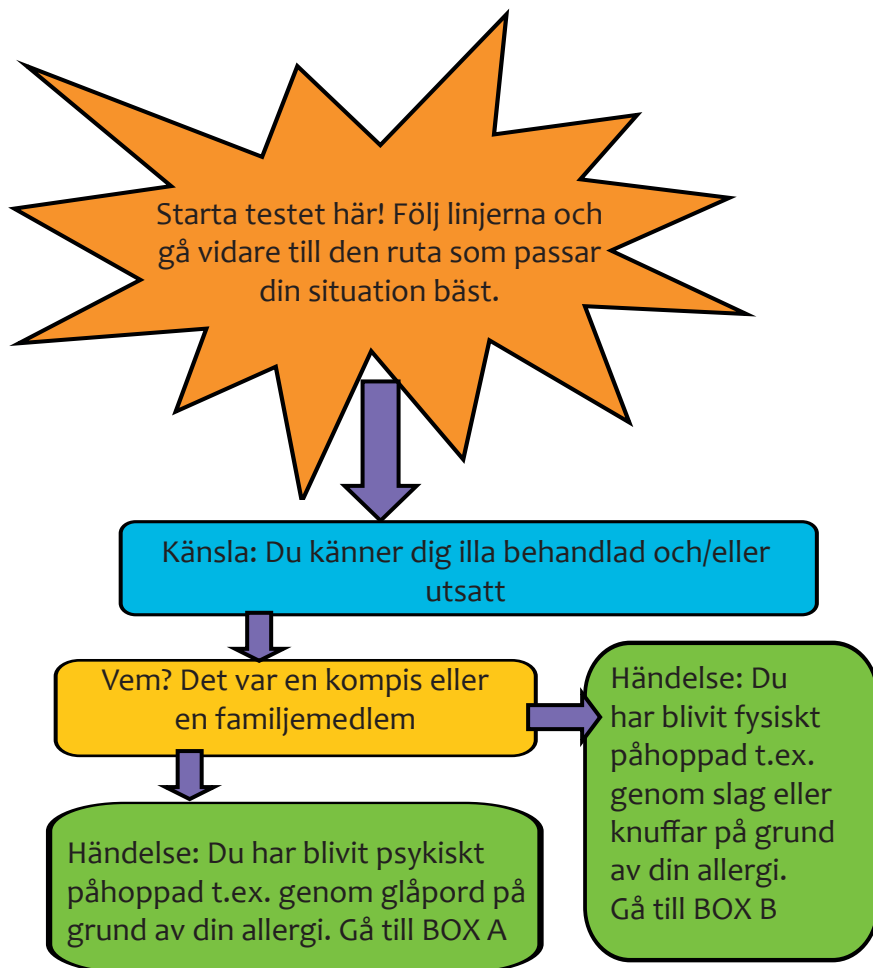 Starta testet här! Följ linjerna och
gå vidare till den ruta som passar
din situation bäst.
Känsla: Du känner dig illa behandlad och/eller
utsatt
Vem? Det var en kompis eller
en familjemedlem
Händelse: Du
har blivit fysiskt
påhoppad t.ex.
genom slag eller
knuffar på grund
av din allergi.
Gå till BOX B
Händelse: Du har blivit psykiskt
påhoppad t.ex. genom glåpord på
grund av din allergi. Gå till BOX A